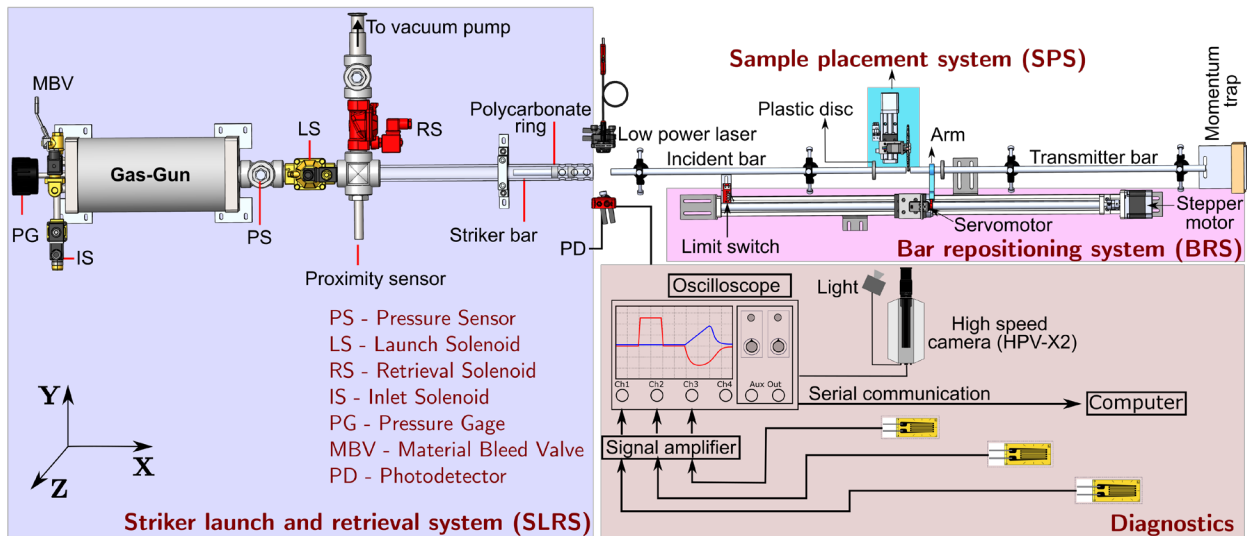 To vacuum pump
MBV
LS
RS
Polycarbonate
ring
Gas-Gun
PG
IS
PS
Striker bar
Proximity sensor
PS - Pressure Sensor
LS - Launch Solenoid
RS - Retrieval Solenoid
IS - Inlet Solenoid
PG - Pressure Gage
MBV - Material Bleed Valve
PD - Photodetector
Y
X
Z
Striker launch and retrieval system (SLRS)
Sample placement system (SPS)
Plastic disc
Low power laser
Incident bar
Arm
Transmitter bar
Momentum
trap
PD
Limit switch
Servomotor
Stepper
motor
Bar repositioning system (BRS)
Oscilloscope
Light
High speed
camera (HPV-X2)
Ch1 Ch2 Ch3 Ch4 Aux Out
Serial communication
Computer
Signal amplifier
Diagnostics